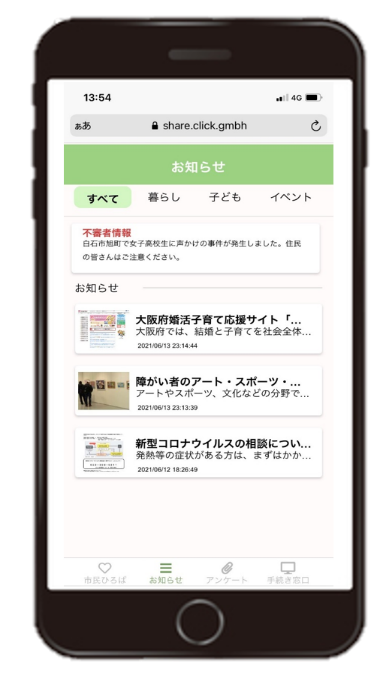 13:54
4G
ああ
share.click.gmbh
お知らせ
すべて 暮らし 子ども イベント
不審者情報
白石市旭町で女子高校生に声かけの事件が発生しました。住民
の皆さんはご注意ください。
お知らせ
大阪府婚活子育て応援サイト「...
大阪府では、結婚と子育てを社会全体...
2021/06/13 23:14:44
障がい者のアート・スポーツ・...
アートやスポーツ、文化などの分野で...
2021/06/13 23:13:39
新型コロナウイルスの相談につい...
発熱等の症状がある方は、まずはかか...
2021/06/12 18:26:49
市民ひろば お知らせ アンケート 手続き窓口